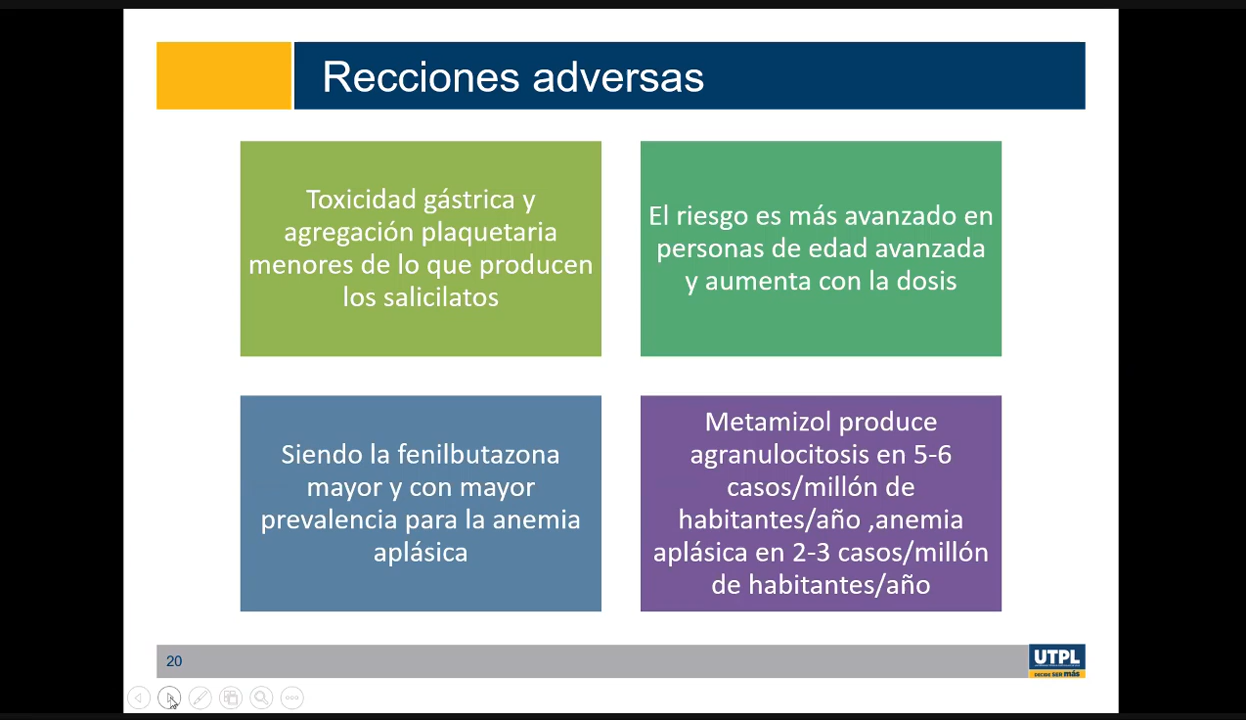 Recciones adversas
Toxicidad gástrica y
agregación plaquetaria
menores de lo que producen
los salicilatos
El riesgo es más avanzado en
personas de edad avanzada
y aumenta con la dosis
Siendo la fenilbutazona
mayor y con mayor
prevalencia para la anemia
aplásica
Metamizol produce
agranulocitosis en 5-6
casos/millón de
habitantes/año ,anemia
aplásica en 2-3 casos/millón
de habitantes/año
20
UTPL
DECIDE SER más